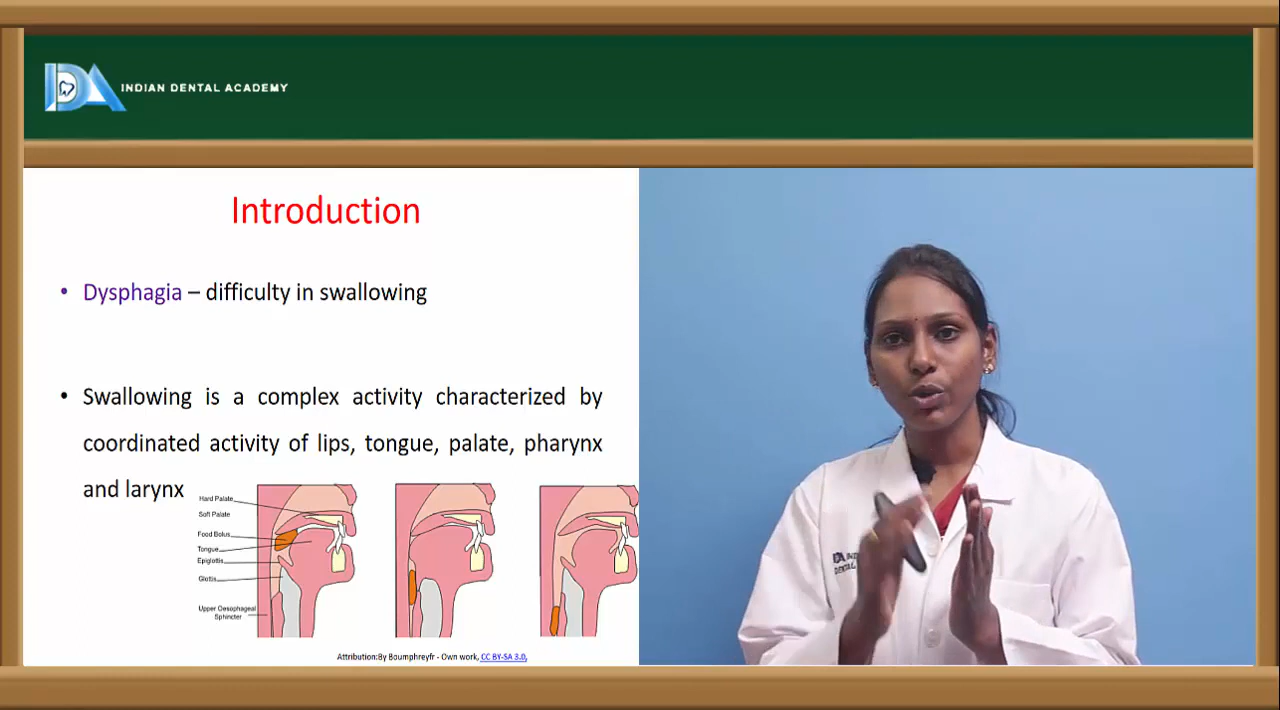 INDIAN DENTAL ACADEMY
Introduction
• Dysphagia – difficulty in swallowing
• Swallowing is a complex activity characterized by
coordinated activity of lips, tongue, palate, pharynx
and larynx
Hard Palate
Soft Palate
Food Bolus
Tongue
Epiglottis
Glottis
Upper Oesophageal
Sphincter
Attribution:By Boumphreyfr - Own work, CC BY-SA 3.0,